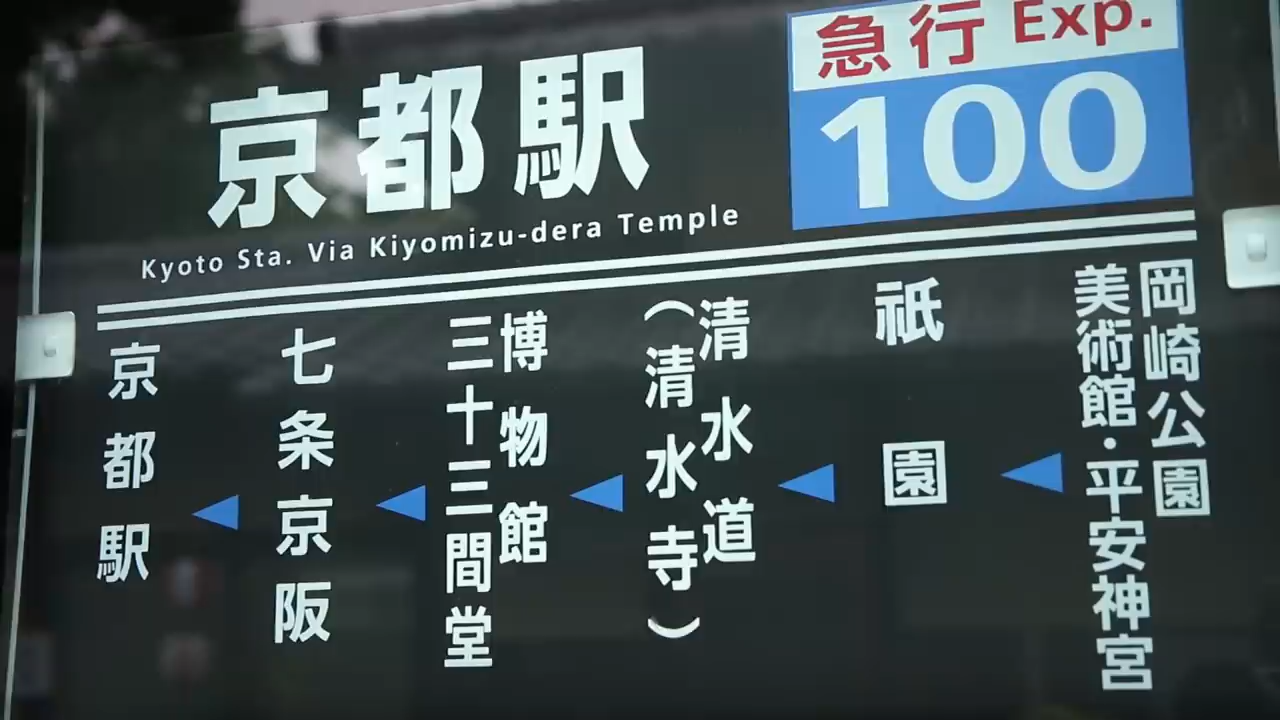 急行 Exp.
100
京都駅
Kyoto Sta. Via Kiyomizu-dera Temple
岡崎公園
美術館・平安神宮
祇園
清水道
（清水寺）
博物館
三十三間堂
七条京阪
京都駅